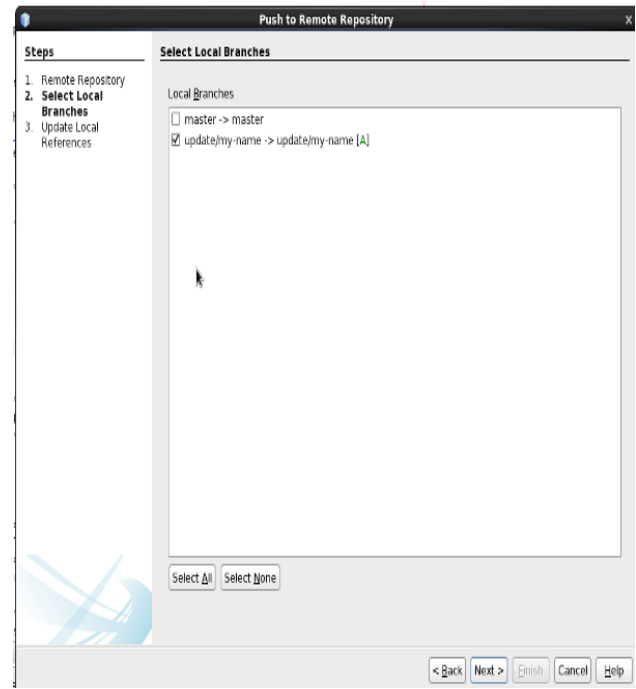 Push to Remote Repository
x
Steps
1. Remote Repository
2. Select Local
Branches
3. Update Local
References
Select Local Branches
Local Branches
master -> master
update/my-name -> update/my-name [A]
Select All
Select None
< Back
Next >
Finish
Cancel
Help